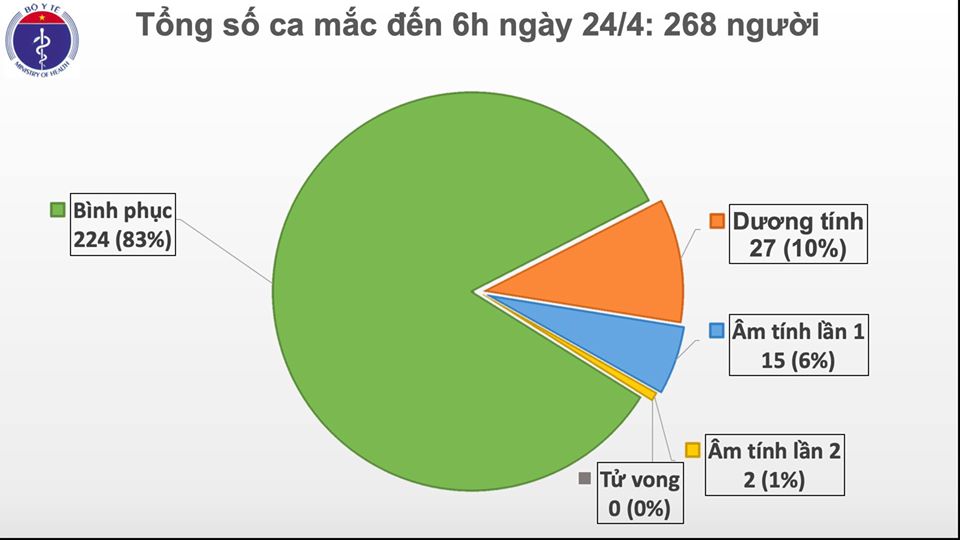 BỘ Y TẾ
MINISTRY OF HEALTH
Tổng số ca mắc đến 6h ngày 24/4: 268 người
Bình phục
224 (83%)
Dương tính
27 (10%)
Âm tính lần 1
15 (6%)
Âm tính lần 2
2 (1%)
Tử vong
0 (0%)